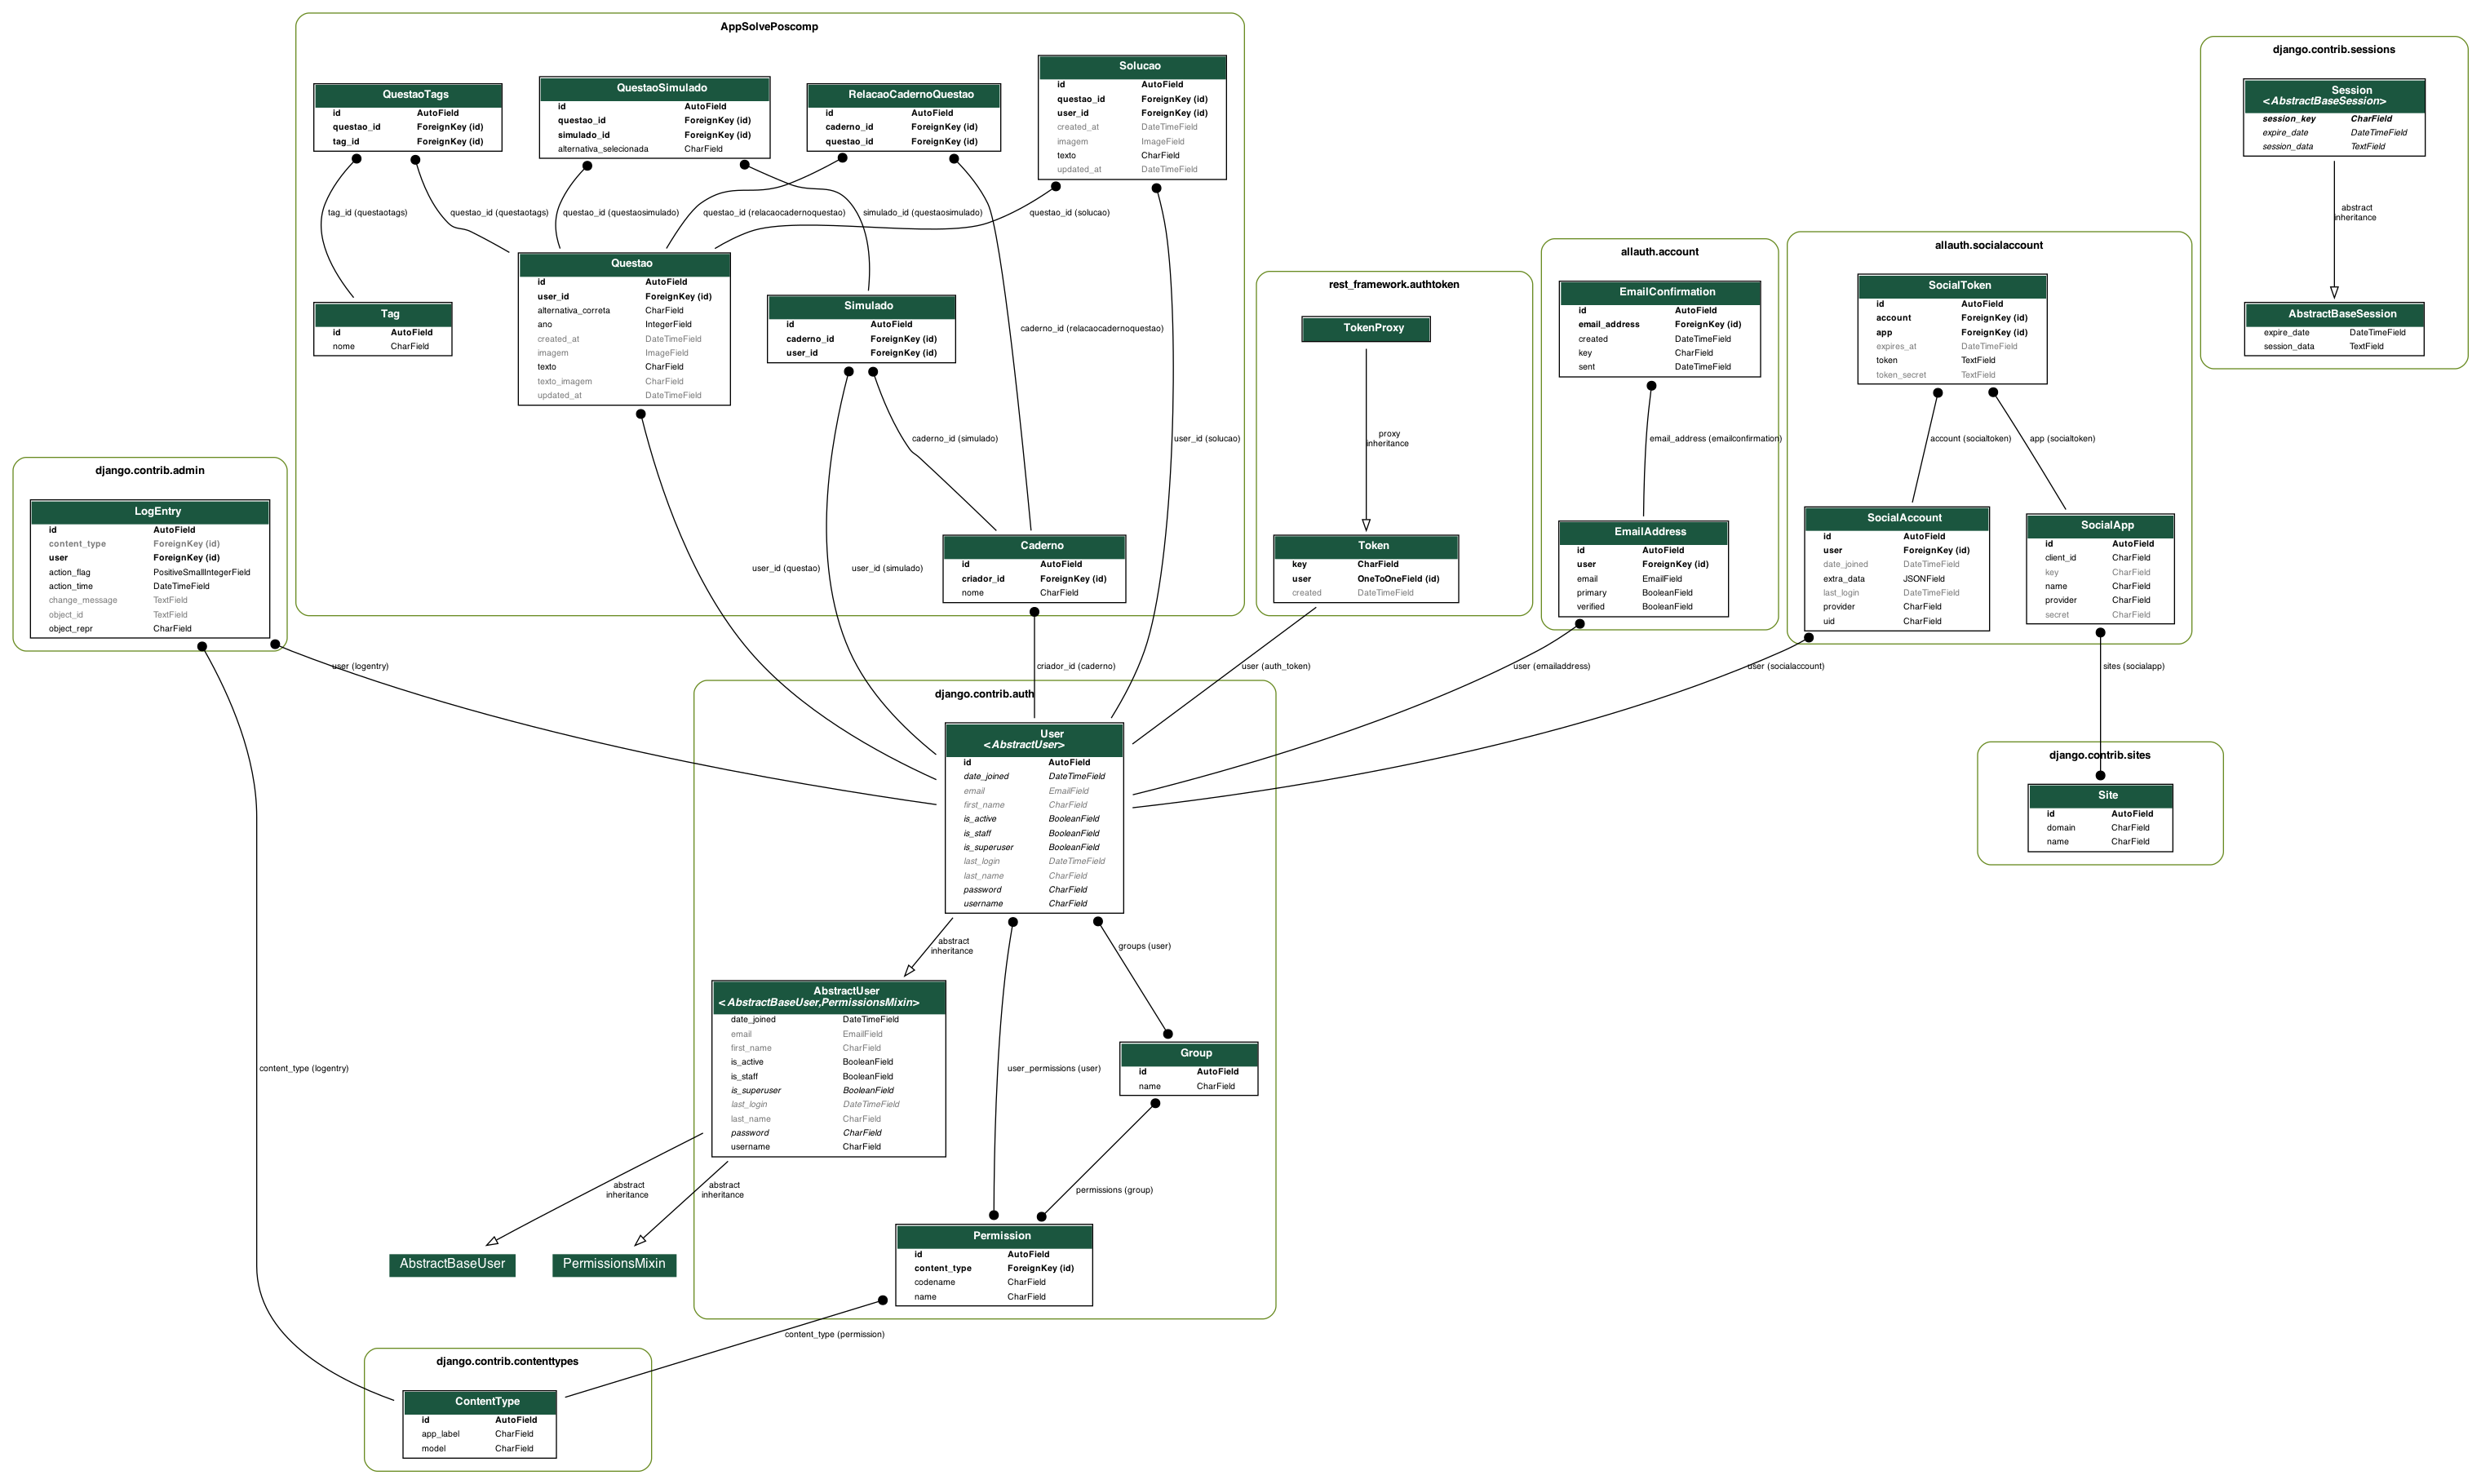 AppSolvePoscomp
QuestaoTags
id AutoField
questao_id ForeignKey (id)
tag_id ForeignKey (id)
QuestaoSimulado
id AutoField
questao_id ForeignKey (id)
simulado_id ForeignKey (id)
alternativa_selecionada CharField
RelacaoCadernoQuestao
id AutoField
caderno_id ForeignKey (id)
questao_id ForeignKey (id)
Solucao
id AutoField
questao_id ForeignKey (id)
user_id ForeignKey (id)
created_at DateTimeField
imagem ImageField
texto CharField
updated_at DateTimeField
tag_id (questaotags)
questao_id (questaotags)
questao_id (questaosimulado)
questao_id (relacaocadernoquestao)
simulado_id (questaosimulado)
questao_id (solucao)
Tag
id AutoField
nome CharField
Questao
id AutoField
user_id ForeignKey (id)
alternativa_correta CharField
ano IntegerField
created_at DateTimeField
imagem ImageField
texto CharField
texto_imagem CharField
updated_at DateTimeField
Simulado
id AutoField
caderno_id ForeignKey (id)
user_id ForeignKey (id)
caderno_id (relacaocadernoquestao)
caderno_id (simulado)
user_id (solucao)
user_id (questao)
user_id (simulado)
Caderno
id AutoField
criador_id ForeignKey (id)
nome CharField
rest_framework.authtoken
TokenProxy
proxy
inheritance
Token
key CharField
user OneToOneField (id)
created DateTimeField
allauth.account
EmailConfirmation
id AutoField
email_address ForeignKey (id)
created DateTimeField
key CharField
sent DateTimeField
email_address (emailconfirmation)
EmailAddress
id AutoField
user ForeignKey (id)
email EmailField
primary BooleanField
verified BooleanField
allauth.socialaccount
SocialToken
id AutoField
account ForeignKey (id)
app ForeignKey (id)
expires_at DateTimeField
token TextField
token_secret TextField
account (socialtoken)
app (socialtoken)
SocialAccount
id AutoField
user ForeignKey (id)
date_joined DateTimeField
extra_data JSONField
last_login DateTimeField
provider CharField
uid CharField
SocialApp
id AutoField
client_id CharField
key CharField
name CharField
provider CharField
secret CharField
django.contrib.sessions
Session
<AbstractBaseSession>
session_key CharField
expire_date DateTimeField
session_data TextField
abstract
inheritance
AbstractBaseSession
expire_date DateTimeField
session_data TextField
django.contrib.admin
LogEntry
id AutoField
content_type ForeignKey (id)
user ForeignKey (id)
action_flag PositiveSmallIntegerField
action_time DateTimeField
change_message TextField
object_id TextField
object_repr CharField
user (logentry)
criador_id (caderno)
user (auth_token)
user (emailaddress)
user (socialaccount)
sites (socialapp)
django.contrib.auth
User
<AbstractUser>
id AutoField
date_joined DateTimeField
email EmailField
first_name CharField
is_active BooleanField
is_staff BooleanField
is_superuser BooleanField
last_login DateTimeField
last_name CharField
password CharField
username CharField
django.contrib.sites
Site
id AutoField
domain CharField
name CharField
abstract
inheritance
groups (user)
AbstractUser
<AbstractBaseUser,PermissionsMixin>
date_joined DateTimeField
email EmailField
first_name CharField
is_active BooleanField
is_staff BooleanField
is_superuser BooleanField
last_login DateTimeField
last_name CharField
password CharField
username CharField
content_type (logentry)
user_permissions (user)
Group
id AutoField
name CharField
abstract
inheritance
abstract
inheritance
permissions (group)
AbstractBaseUser
PermissionsMixin
Permission
id AutoField
content_type ForeignKey (id)
codename CharField
name CharField
content_type (permission)
django.contrib.contenttypes
ContentType
id AutoField
app_label CharField
model CharField